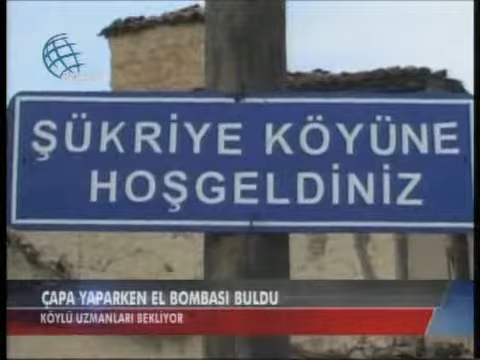 ŞÜKRİYE KÖYÜNE
HOŞGELDİNİZ
ÇAPA YAPARKEN EL BOMBASI BULDU
KÖYLÜ UZMANLARI BEKLİYOR